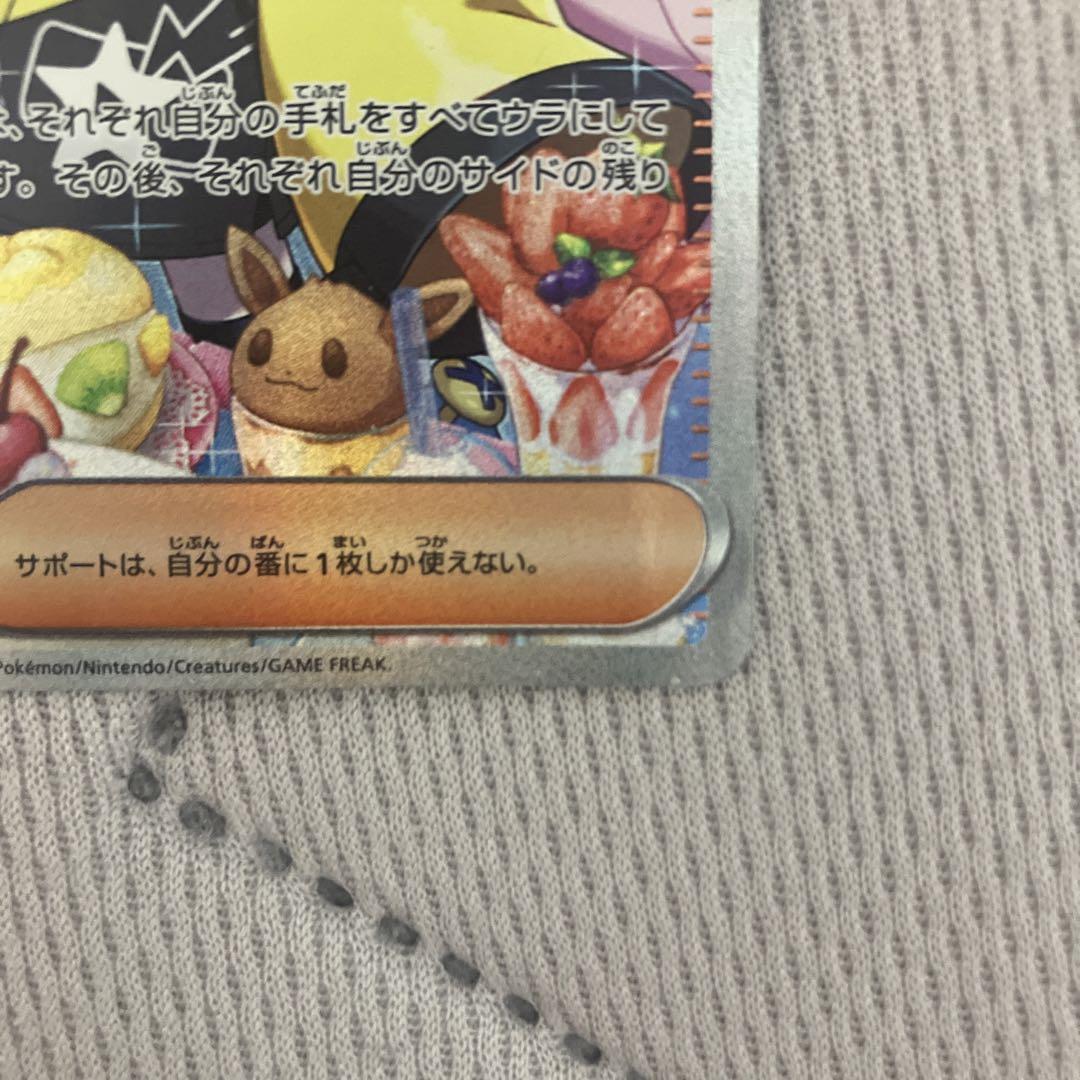 、それぞれ自分の手札をすべてウラにして
す。その後、それぞれ自分のサイドの残り
サポートは、自分の番に1枚しか使えない。
Pokémon/Nintendo/Creatures/GAME FREAK.